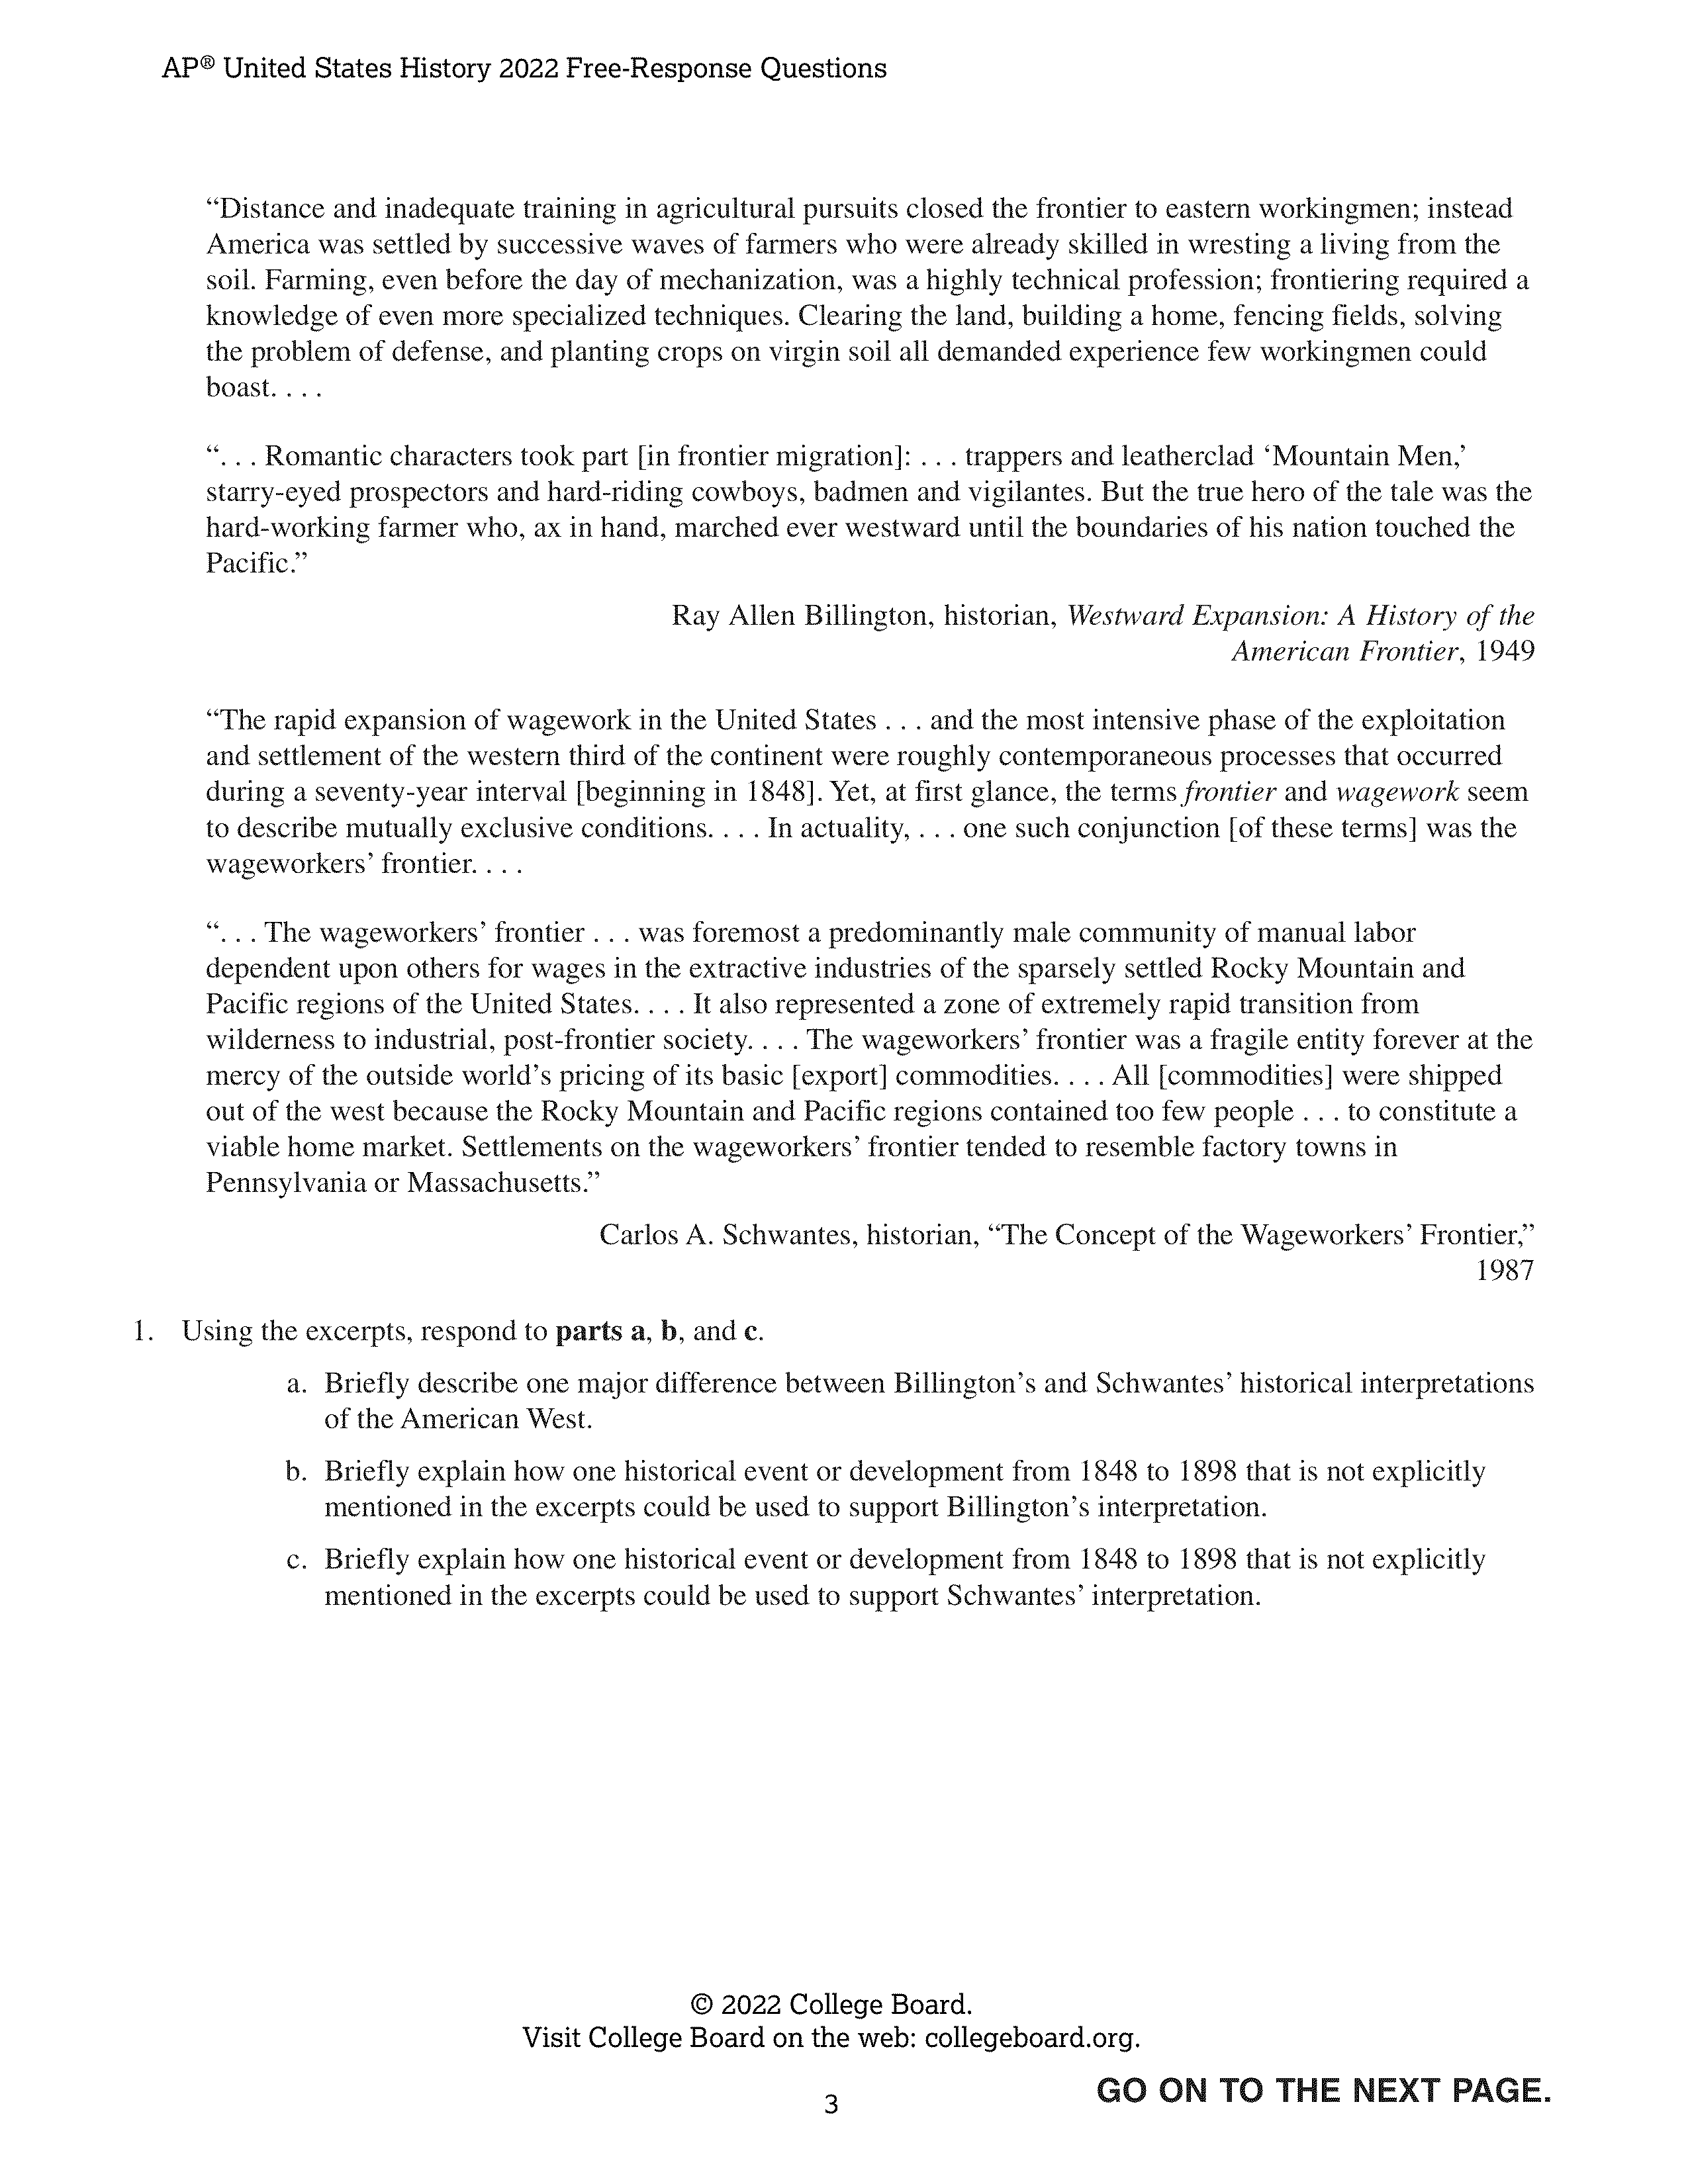 AP® United States History 2022 Free-Response Questions
“Distance and inadequate training in agricultural pursuits closed the frontier to eastern workingmen; instead
America was settled by successive waves of farmers who were already skilled in wresting a living from the
soil. Farming, even before the day of mechanization, was a highly technical profession; frontiering required a
knowledge of even more specialized techniques. Clearing the land, building a home, fencing fields, solving
the problem of defense, and planting crops on virgin soil all demanded experience few workingmen could
boast. . . .
“. . . Romantic characters took part [in frontier migration]: . . . trappers and leatherclad ‘Mountain Men,’
starry-eyed prospectors and hard-riding cowboys, badmen and vigilantes. But the true hero of the tale was the
hard-working farmer who, ax in hand, marched ever westward until the boundaries of his nation touched the
Pacific.”
Ray Allen Billington, historian, Westward Expansion: A History of the
American Frontier, 1949
“The rapid expansion of wagework in the United States . . . and the most intensive phase of the exploitation
and settlement of the western third of the continent were roughly contemporaneous processes that occurred
during a seventy-year interval [beginning in 1848]. Yet, at first glance, the terms frontier and wagework seem
to describe mutually exclusive conditions. . . . In actuality, . . . one such conjunction [of these terms] was the
wageworkers’ frontier. . . .
“. . . The wageworkers’ frontier . . . was foremost a predominantly male community of manual labor
dependent upon others for wages in the extractive industries of the sparsely settled Rocky Mountain and
Pacific regions of the United States. . . . It also represented a zone of extremely rapid transition from
wilderness to industrial, post-frontier society. . . . The wageworkers’ frontier was a fragile entity forever at the
mercy of the outside world’s pricing of its basic [export] commodities. . . . All [commodities] were shipped
out of the west because the Rocky Mountain and Pacific regions contained too few people . . . to constitute a
viable home market. Settlements on the wageworkers’ frontier tended to resemble factory towns in
Pennsylvania or Massachusetts.”
Carlos A. Schwantes, historian, “The Concept of the Wageworkers’ Frontier,”
1987
1. Using the excerpts, respond to parts a, b, and c.
a. Briefly describe one major difference between Billington’s and Schwantes’ historical interpretations
of the American West.
b. Briefly explain how one historical event or development from 1848 to 1898 that is not explicitly
mentioned in the excerpts could be used to support Billington’s interpretation.
c. Briefly explain how one historical event or development from 1848 to 1898 that is not explicitly
mentioned in the excerpts could be used to support Schwantes’ interpretation.
© 2022 College Board.
Visit College Board on the web: collegeboard.org.
GO ON TO THE NEXT PAGE.
3